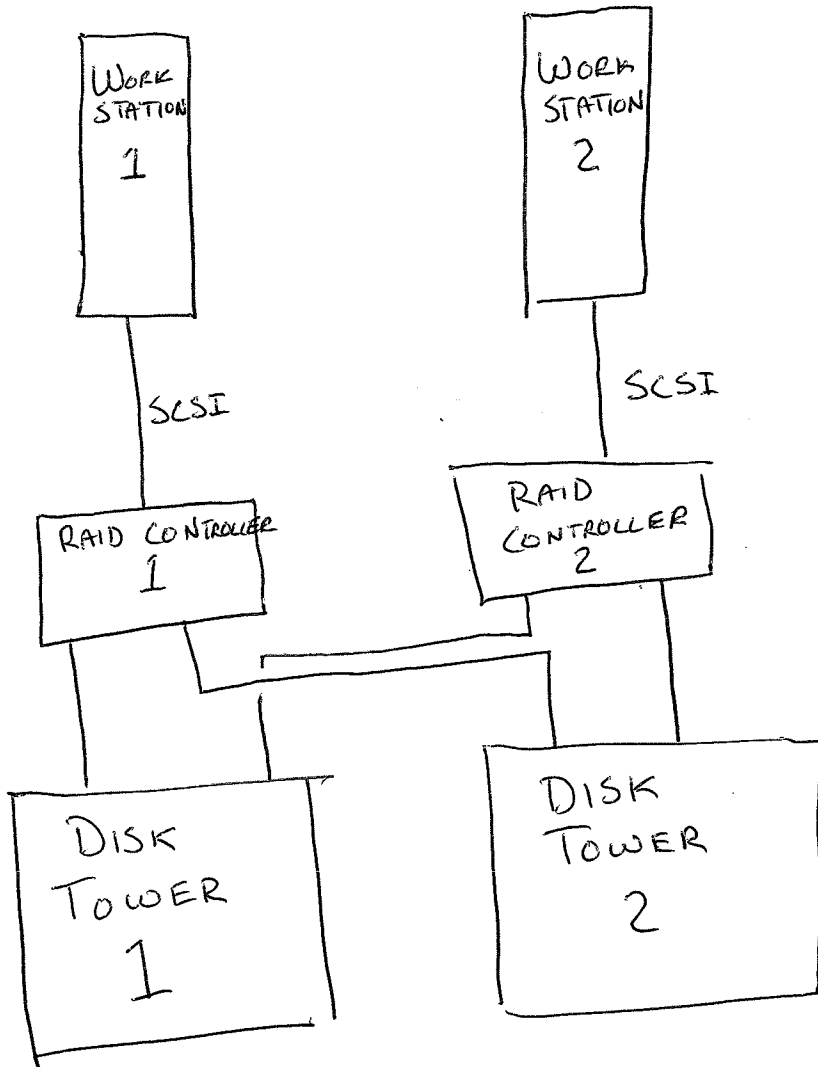 WORK
STATION
1
WORK
STATION
2
SCSI
SCSI
RAID CONTROLLER
1
RAID
CONTROLLER
2
DISK
TOWER
1
DISK
TOWER
2